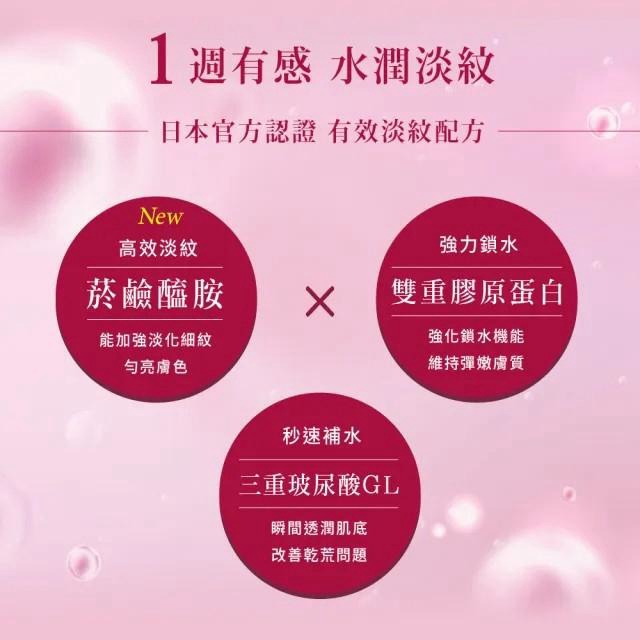 1週有感 水潤淡紋
日本官方認證 有效淡紋配方
New
高效淡紋
菸鹼醯胺
能加強淡化細紋
勻亮膚色
×
強力鎖水
雙重膠原蛋白
強化鎖水機能
維持彈嫩膚質
秒速補水
三重玻尿酸GL
瞬間透潤肌底
改善乾荒問題